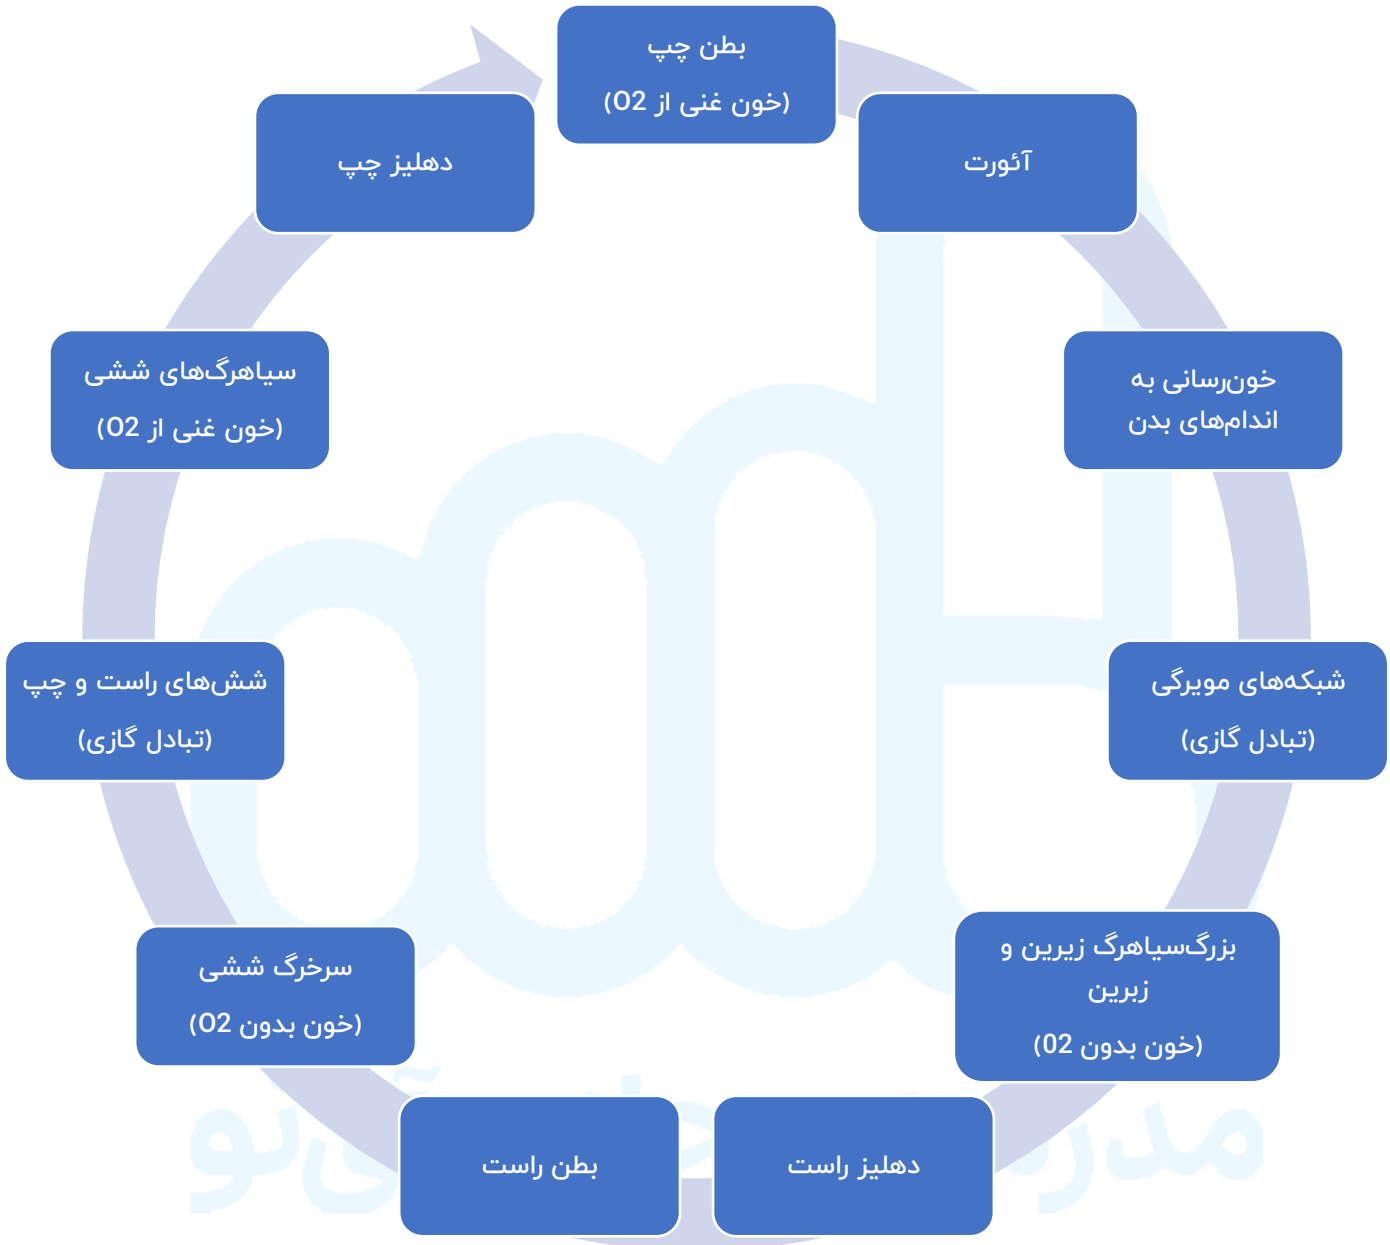 بطن چپ
(خون غنی از O2)
آئورت
خون‌رسانی به
اندام‌های بدن
شبکه‌های مویرگی
(تبادل گازی)
بزرگ‌سیاهرگ زیرین و
زبرین
(خون بدون 02)
دهلیز راست
بطن راست
سرخرگ ششی
(خون بدون O2)
شش‌های راست و چپ
(تبادل گازی)
سیاهرگ‌های ششی
(خون غنی از O2)
دهلیز چپ